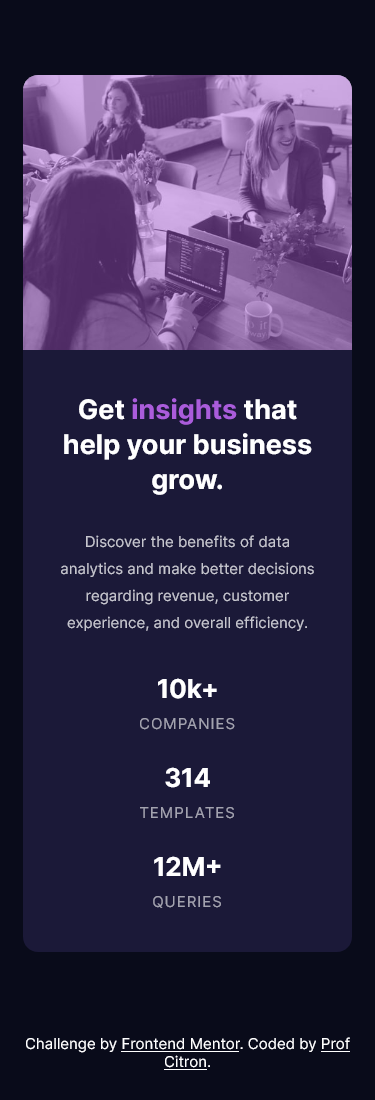 Get insights that
help your business
grow.
Discover the benefits of data
analytics and make better decisions
regarding revenue, customer
experience, and overall efficiency.
10k+
COMPANIES
314
TEMPLATES
12M+
QUERIES
Challenge by Frontend Mentor. Coded by Prof
Citron.